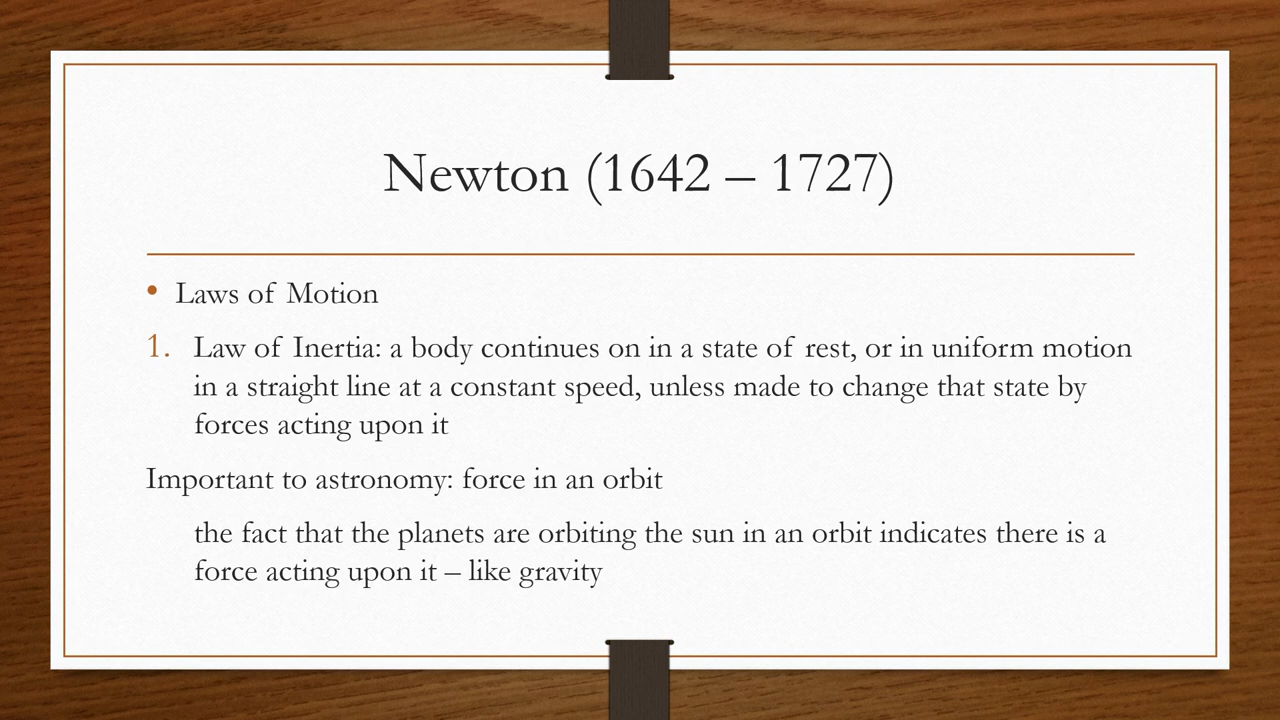 Newton (1642 – 1727)
• Laws of Motion
1. Law of Inertia: a body continues on in a state of rest, or in uniform motion
in a straight line at a constant speed, unless made to change that state by
forces acting upon it
Important to astronomy: force in an orbit
the fact that the planets are orbiting the sun in an orbit indicates there is a
force acting upon it – like gravity